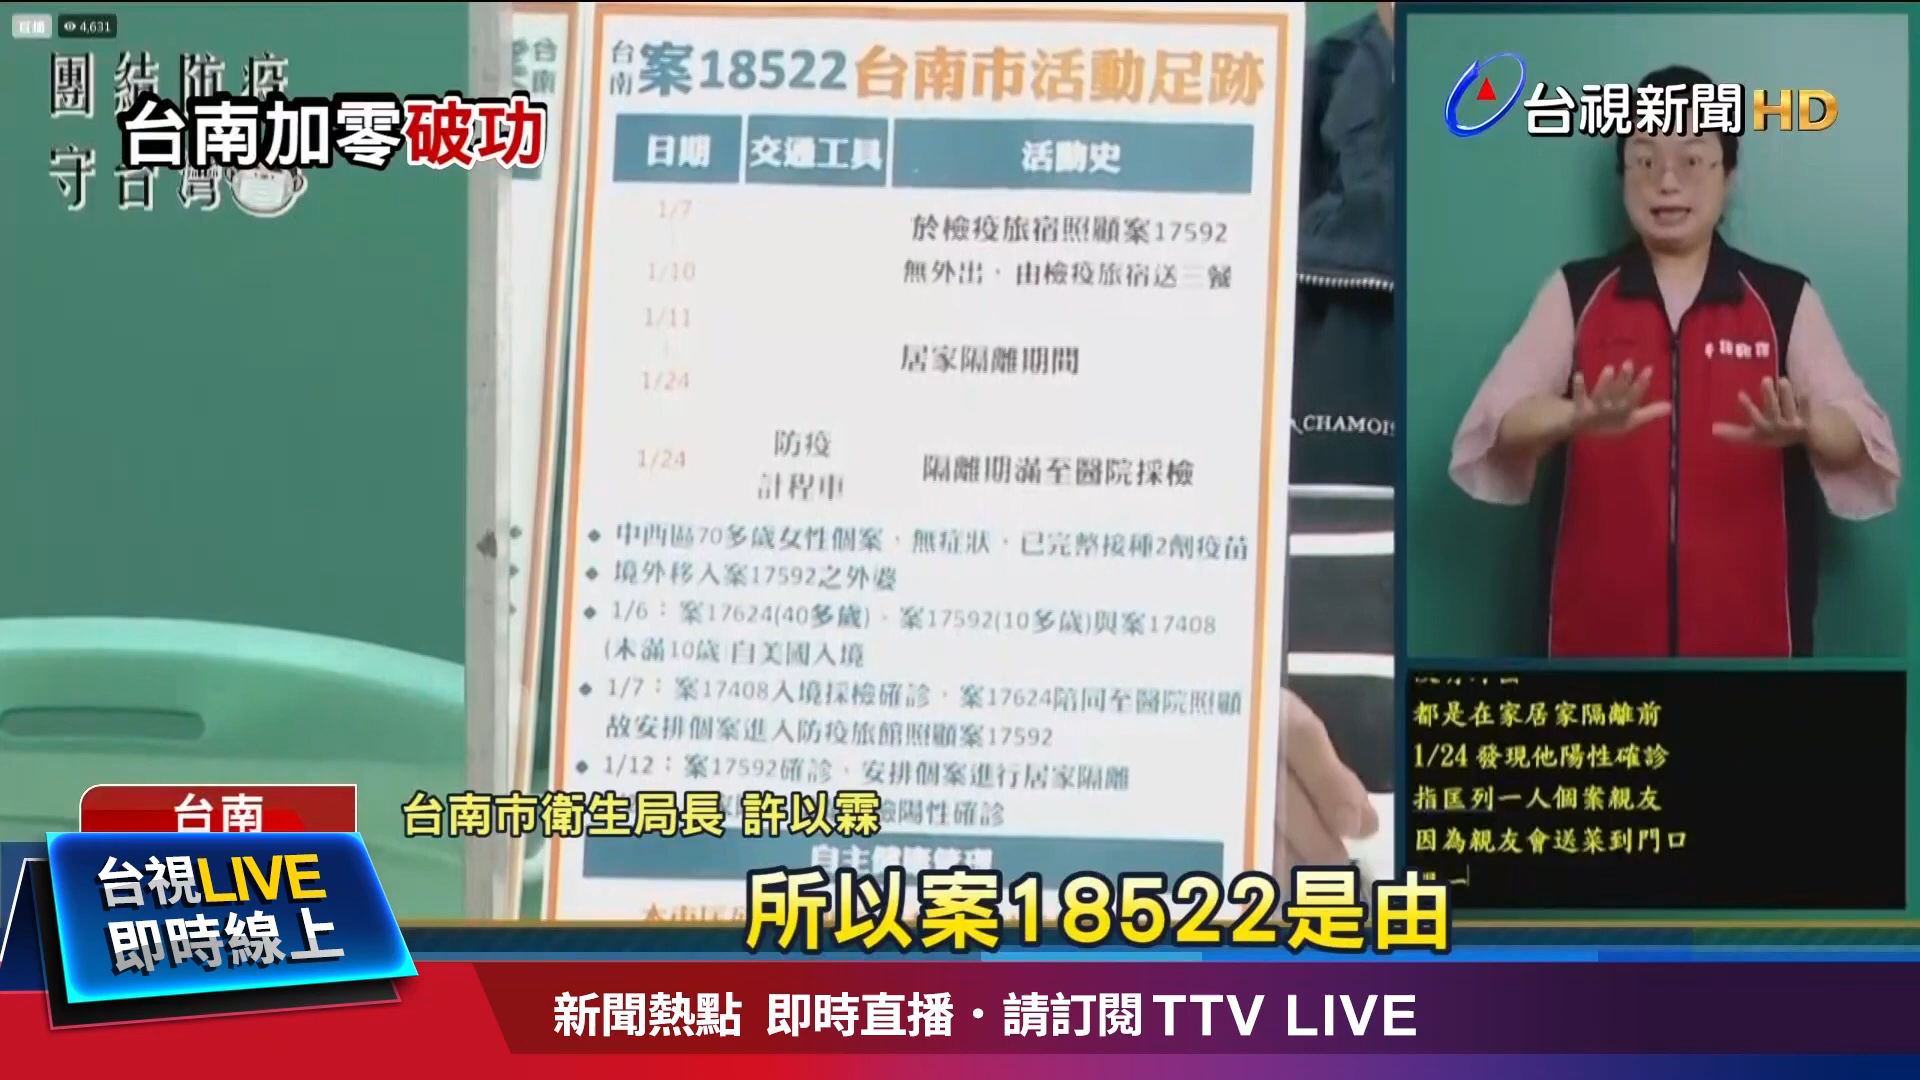 直播 4,631
團結防疫
守台灣
台南加零破功
台南
台南 案18522台南市活動足跡
日期 交通工具 活動史
1/7
1/10
於檢疫旅宿照顧案17592
無外出,由檢疫旅宿送三餐
1/11
1/24
居家隔離期間
1/24 防疫計程車 隔離期滿至醫院採檢
◆ 中西區70多歲女性個案,無症狀,已完整接種2劑疫苗
◆ 境外移入案17592之外婆
◆ 1/6:案17624(40多歲)、案17592(10多歲)與案17408
(未滿10歲)自美國入境
◆ 1/7:案17408入境採檢確診,案17624陪同至醫院照顧
故安排個案進入防疫旅館照顧案17592
◆ 1/12:案17592確診,安排個案進行居家隔離
檢陽性確診
自主健康管理
CHAMOIS
台視新聞HD
都是在家居家隔離前
1/24 發現他陽性確診
指匡列一人個案親友
因為親友會送菜到門口
台南
台南市衛生局長 許以霖
所以案18522是由
台視LIVE
即時線上
新聞熱點 即時直播・請訂閱TTV LIVE